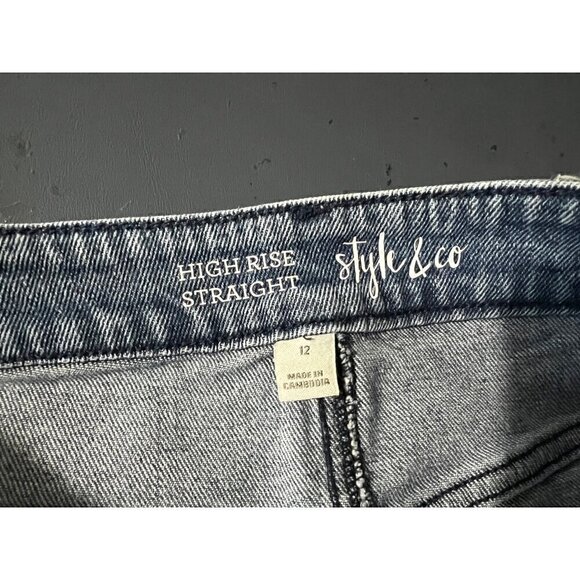 HIGH RISE
STRAIGHT
style & co
12
MADE IN
CAMBODIA